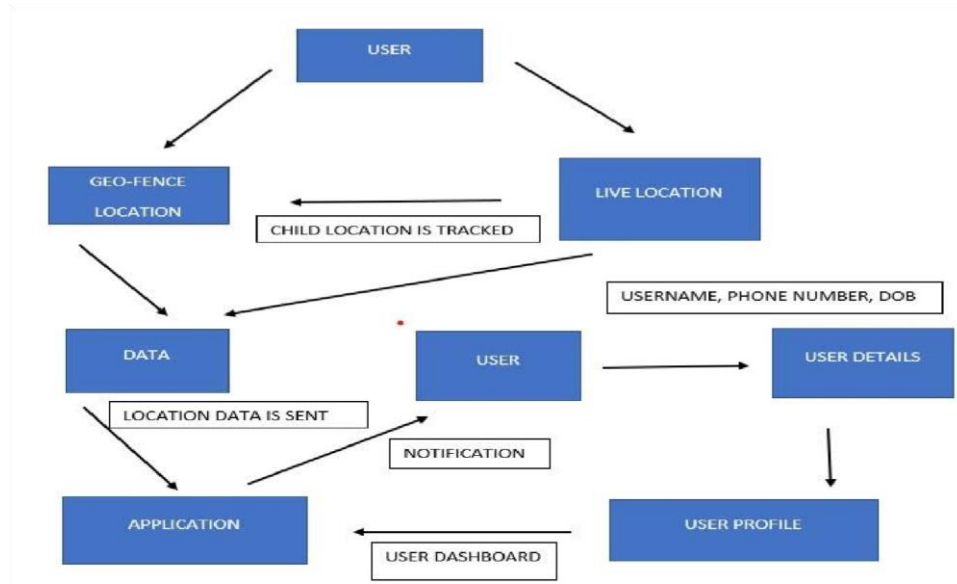 USER
GEO-FENCE
LOCATION
LIVE LOCATION
CHILD LOCATION IS TRACKED
USERNAME, PHONE NUMBER, DOB
DATA
USER
USER DETAILS
LOCATION DATA IS SENT
NOTIFICATION
APPLICATION
USER PROFILE
USER DASHBOARD